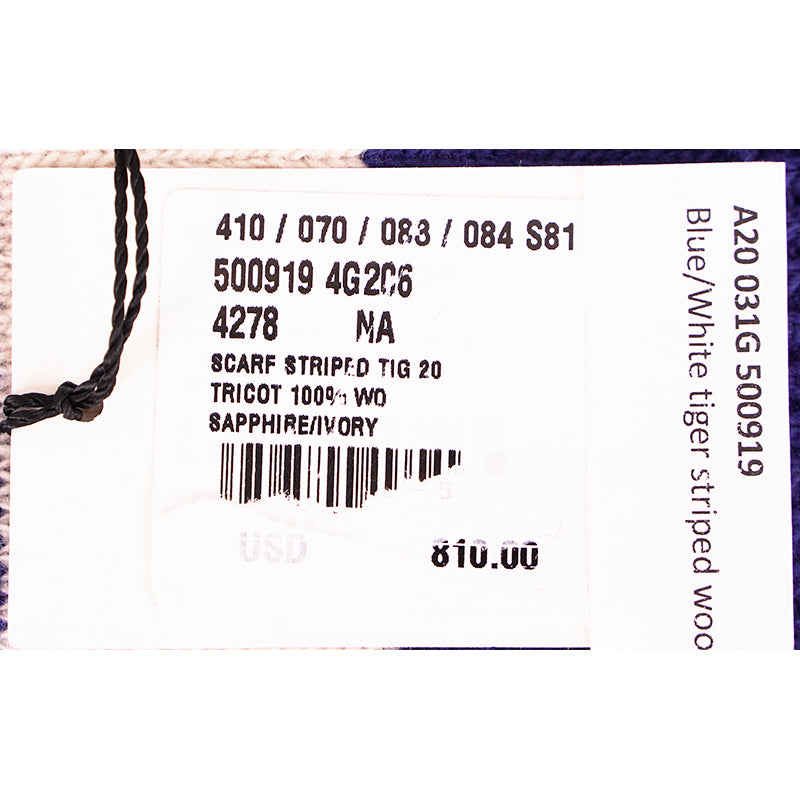 410 / 070 / 083 / 084 S81
500919 4G2C6
4278 NA
SCARF STRIPED TIG 20
TRICOT 100% WO
SAPPHIRE/IVORY
USD 810.00
A20 031G 500919
Blue/White tiger striped woo